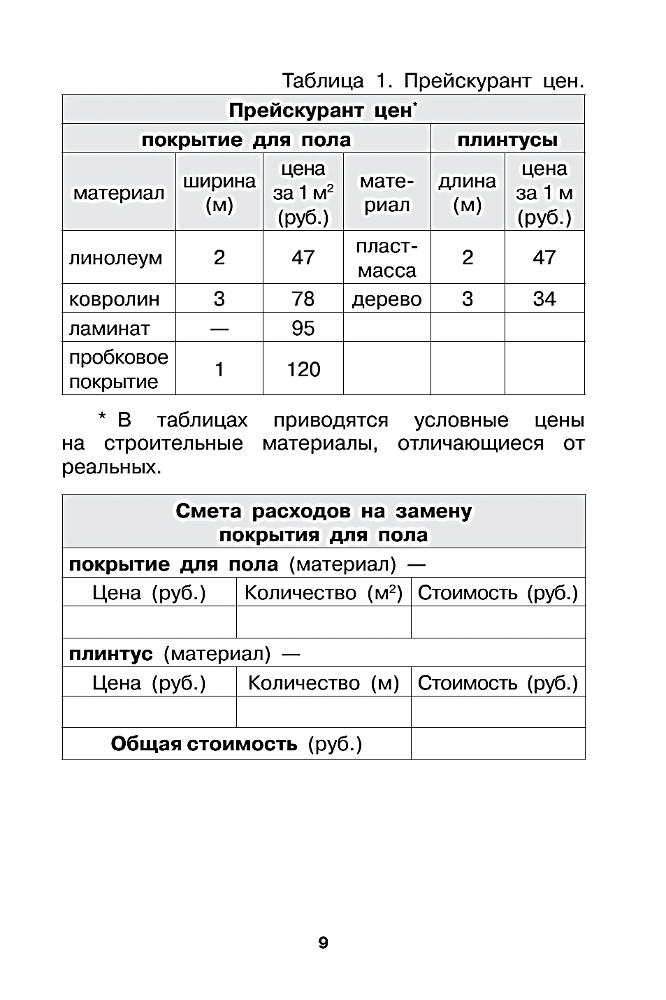 Таблица 1. Прейскурант цен.
Прейскурант цен*
покрытие для пола плинтусы
материал ширина (м) цена за 1 м² (руб.) мате-риал длина (м) цена за 1 м (руб.)
линолеум 2 47 пласт-масса 2 47
ковролин 3 78 дерево 3 34
ламинат — 95
пробковое покрытие 1 120
* В таблицах приводятся условные цены
на строительные материалы, отличающиеся от
реальных.
Смета расходов на замену
покрытия для пола
покрытие для пола (материал) —
Цена (руб.) Количество (м²) Стоимость (руб.)
плинтус (материал) —
Цена (руб.) Количество (м) Стоимость (руб.)
Общая стоимость (руб.)
9